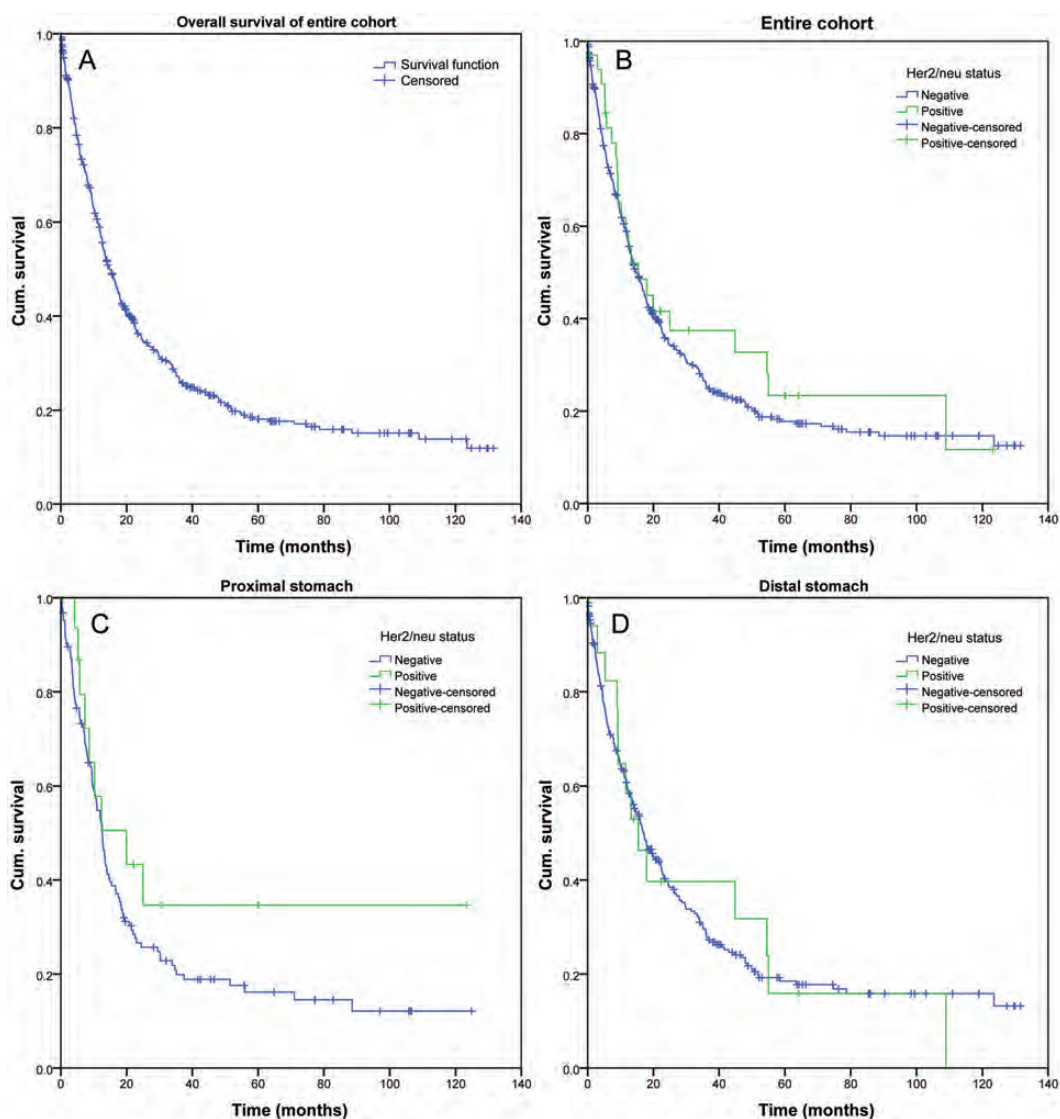 Overall survival of entire cohort
A
Survival function
Censored
1.0
0.8
0.6
0.4
0.2
0.0
Cum. survival
0 20 40 60 80 100 120 140
Time (months)
Entire cohort
B
Her2/neu status
Negative
Positive
Negative-censored
Positive-censored
1.0
0.8
0.6
0.4
0.2
0.0
Cum. survival
0 20 40 60 80 100 120 140
Time (months)
Proximal stomach
C
Her2/neu status
Negative
Positive
Negative-censored
Positive-censored
1.0
0.8
0.6
0.4
0.2
0.0
Cum. survival
0 20 40 60 80 100 120 140
Time (months)
Distal stomach
D
Her2/neu status
Negative
Positive
Negative-censored
Positive-censored
1.0
0.8
0.6
0.4
0.2
0.0
Cum. survival
0 20 40 60 80 100 120 140
Time (months)